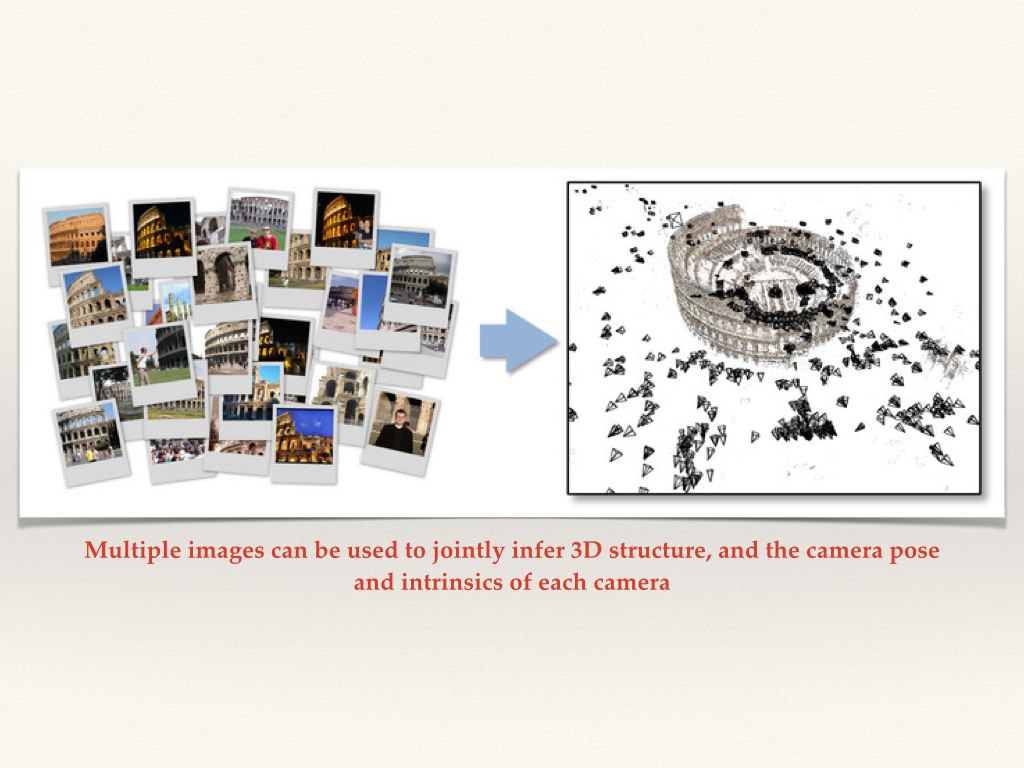 Multiple images can be used to jointly infer 3D structure, and the camera pose
and intrinsics of each camera